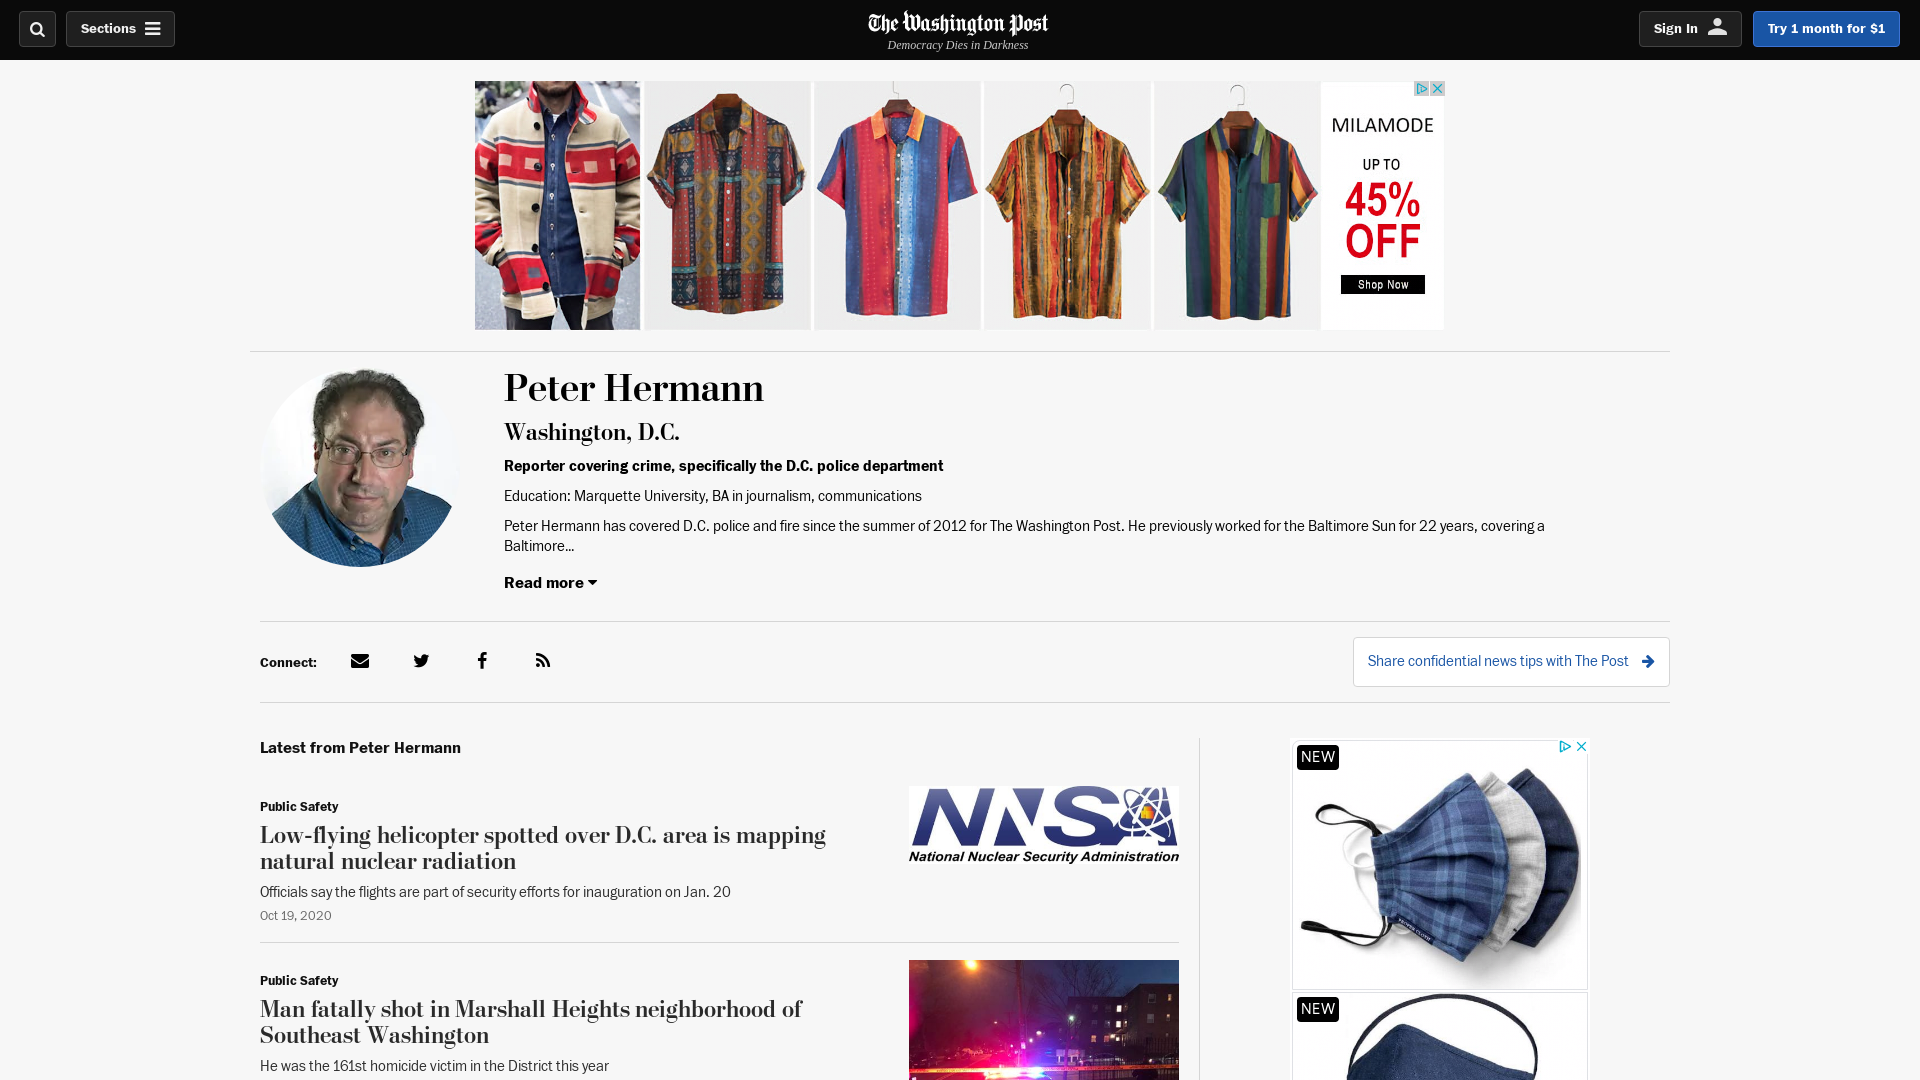 Sections
The Washington Post
Democracy Dies in Darkness
Sign In
Try 1 month for $1
MILAMODE
UP TO
45%
OFF
Shop Now
Peter Hermann
Washington, D.C.
Reporter covering crime, specifically the D.C. police department
Education: Marquette University, BA in journalism, communications
Peter Hermann has covered D.C. police and fire since the summer of 2012 for The Washington Post. He previously worked for the Baltimore Sun for 22 years, covering a
Baltimore...
Read more
Connect:
Share confidential news tips with The Post
Latest from Peter Hermann
Public Safety
Low-flying helicopter spotted over D.C. area is mapping
natural nuclear radiation
Officials say the flights are part of security efforts for inauguration on Jan. 20
Oct 19, 2020
NNSA
National Nuclear Security Administration
Public Safety
Man fatally shot in Marshall Heights neighborhood of
Southeast Washington
He was the 161st homicide victim in the District this year
NEW
NEW